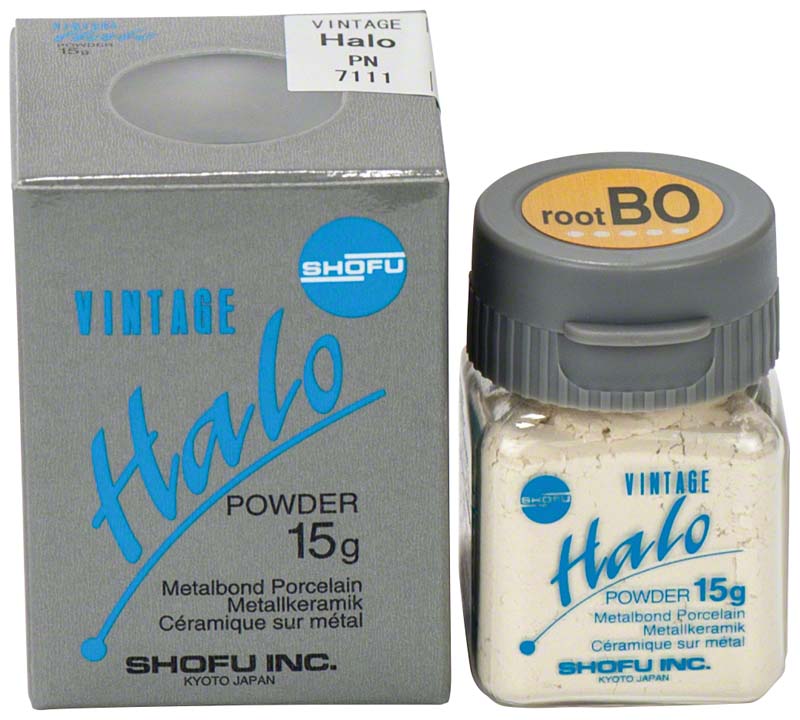 VINTAGE
Halo
POWDER
15g
VINTAGE
Halo
PN
7111
SHOFU
VINTAGE
Halo
POWDER
15g
Metalbond Porcelain
Metallkeramik
Céramique sur métal
SHOFU INC.
KYOTO JAPAN
root BO
SHOFU
VINTAGE
Halo
POWDER 15g
Metalbond Porcelain
Metallkeramik
Céramique sur métal
SHOFU INC.
KYOTO JAPAN